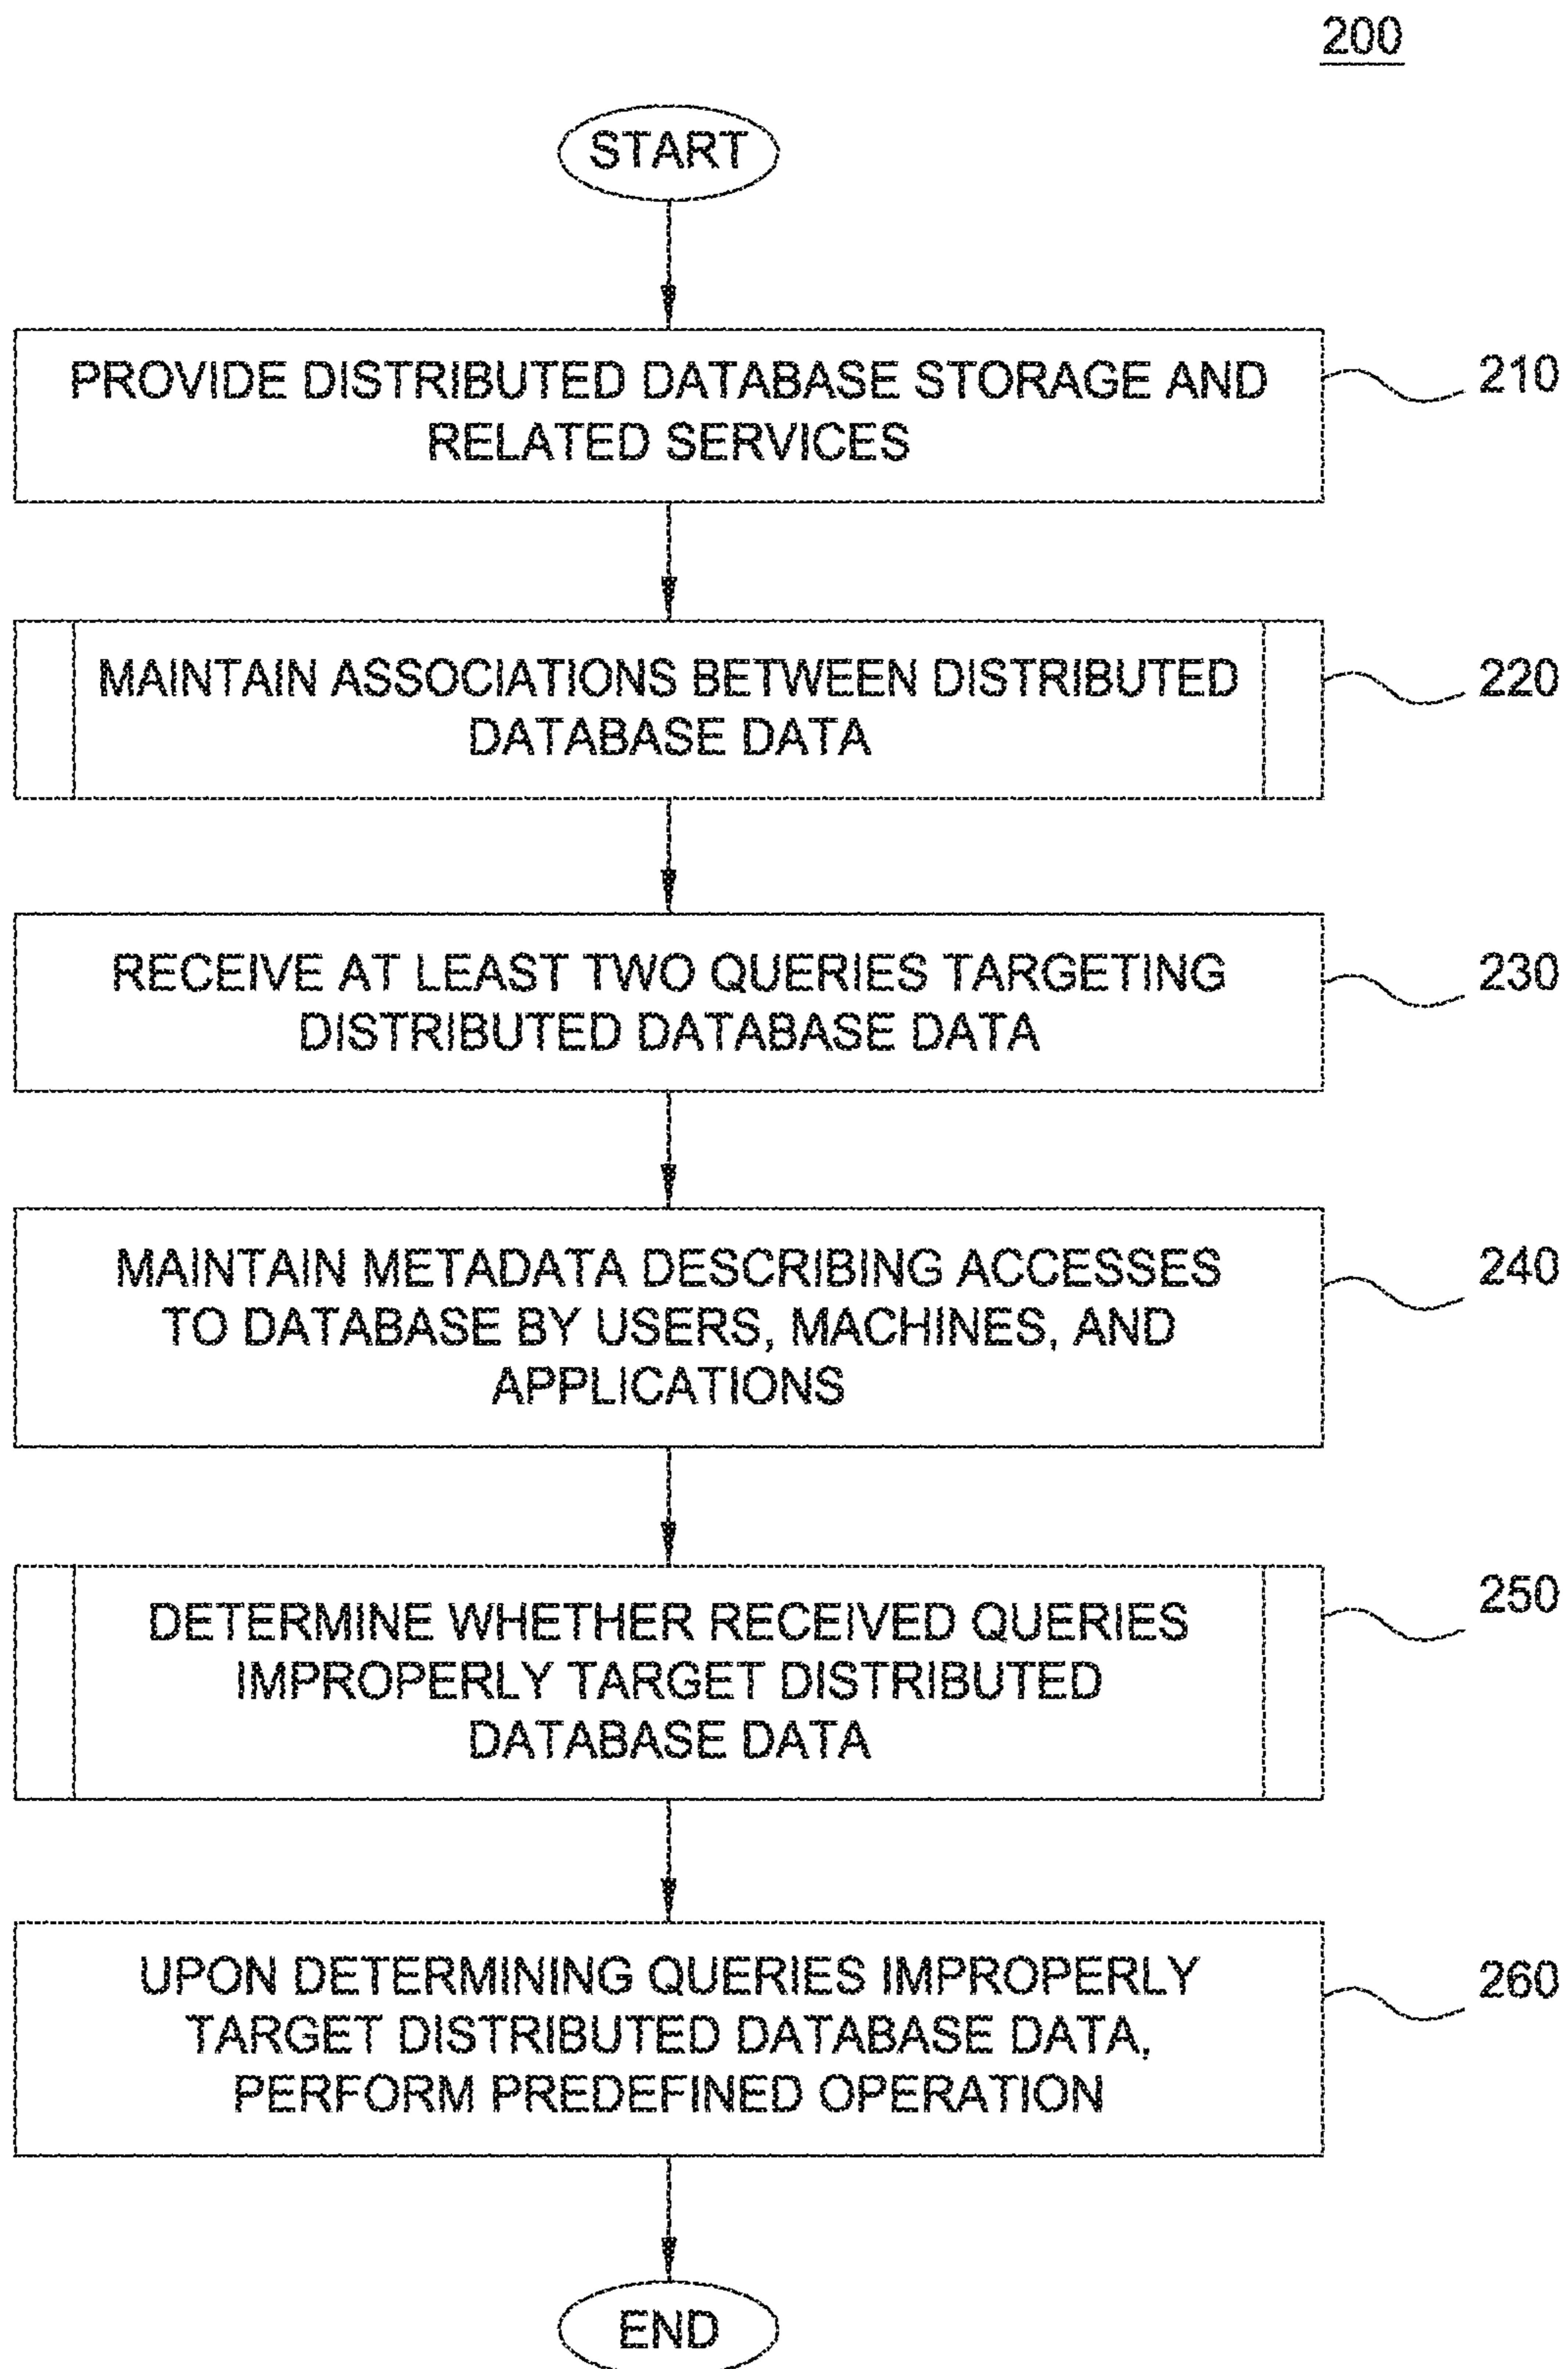 200
START
PROVIDE DISTRIBUTED DATABASE STORAGE AND
RELATED SERVICES
210
MAINTAIN ASSOCIATIONS BETWEEN DISTRIBUTED
DATABASE DATA
220
RECEIVE AT LEAST TWO QUERIES TARGETING
DISTRIBUTED DATABASE DATA
230
MAINTAIN METADATA DESCRIBING ACCESSES
TO DATABASE BY USERS, MACHINES, AND
APPLICATIONS
240
DETERMINE WHETHER RECEIVED QUERIES
IMPROPERLY TARGET DISTRIBUTED
DATABASE DATA
250
UPON DETERMINING QUERIES IMPROPERLY
TARGET DISTRIBUTED DATABASE DATA,
PERFORM PREDEFINED OPERATION
260
END